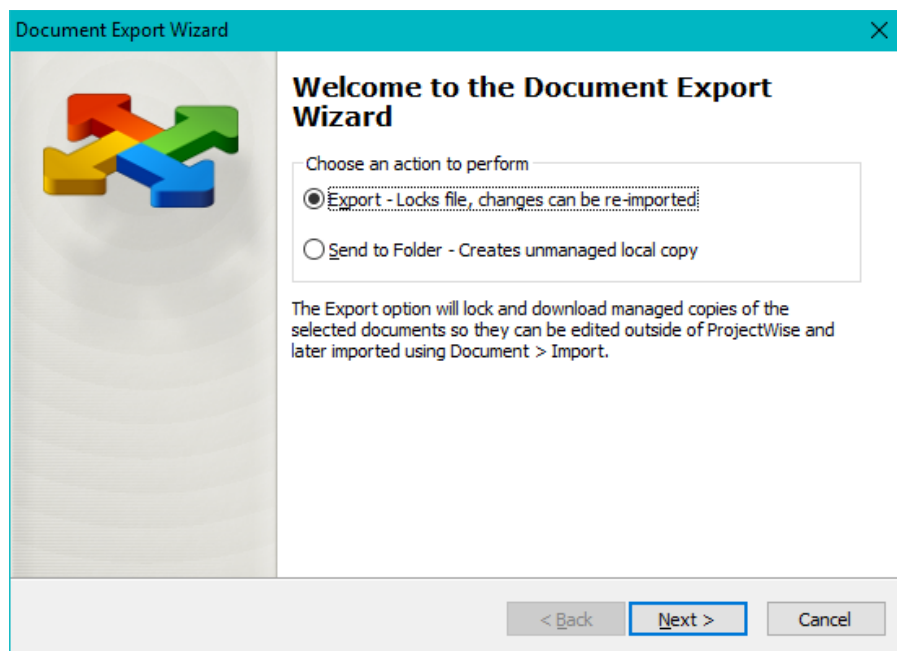 Document Export Wizard
Welcome to the Document Export
Wizard
Choose an action to perform
Export - Locks file, changes can be re-imported
Send to Folder - Creates unmanaged local copy
The Export option will lock and download managed copies of the
selected documents so they can be edited outside of ProjectWise and
later imported using Document > Import.
< Back Next > Cancel